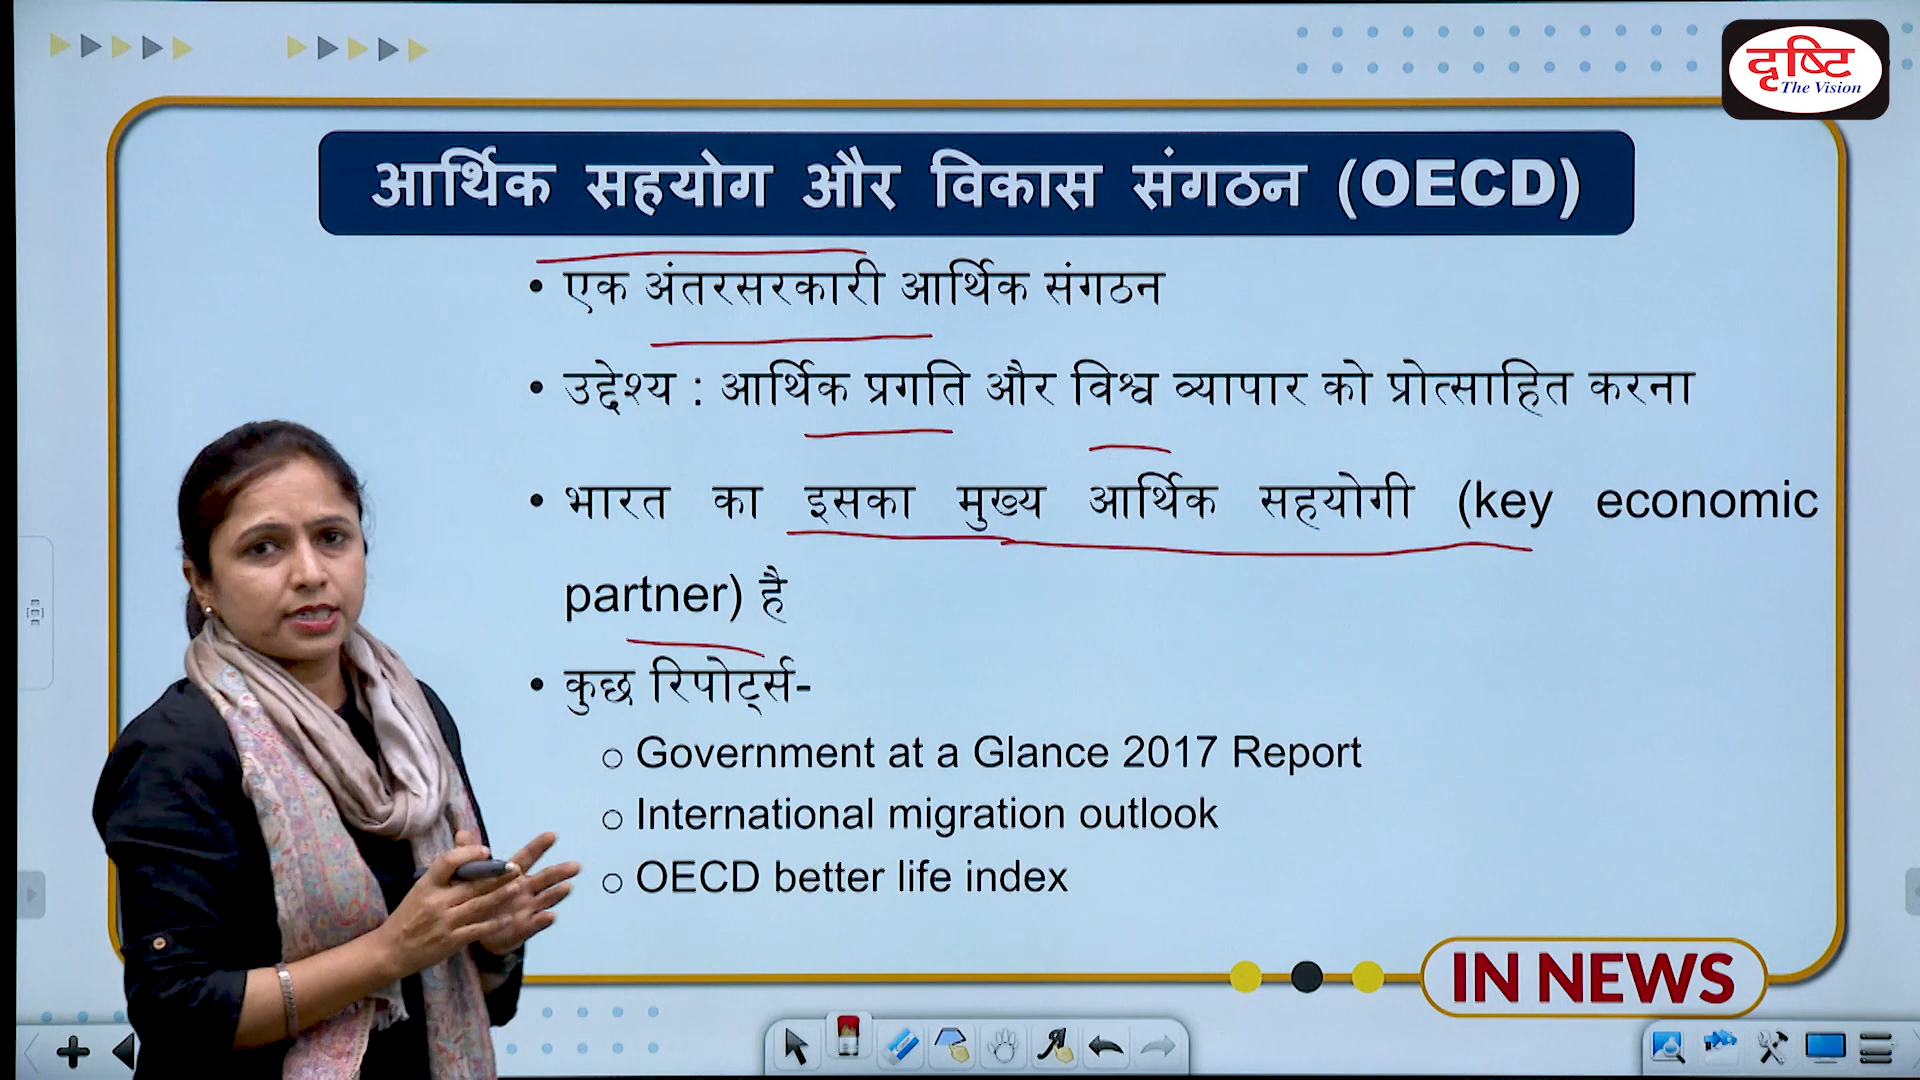 दृष्टि
The Vision
आर्थिक सहयोग और विकास संगठन (OECD)
• एक अंतरसरकारी आर्थिक संगठन
• उद्देश्य : आर्थिक प्रगति और विश्व व्यापार को प्रोत्साहित करना
• भारत का इसका मुख्य आर्थिक सहयोगी (key economic
partner) है
• कुछ रिपोर्ट्स-
o Government at a Glance 2017 Report
o International migration outlook
o OECD better life index
IN NEWS